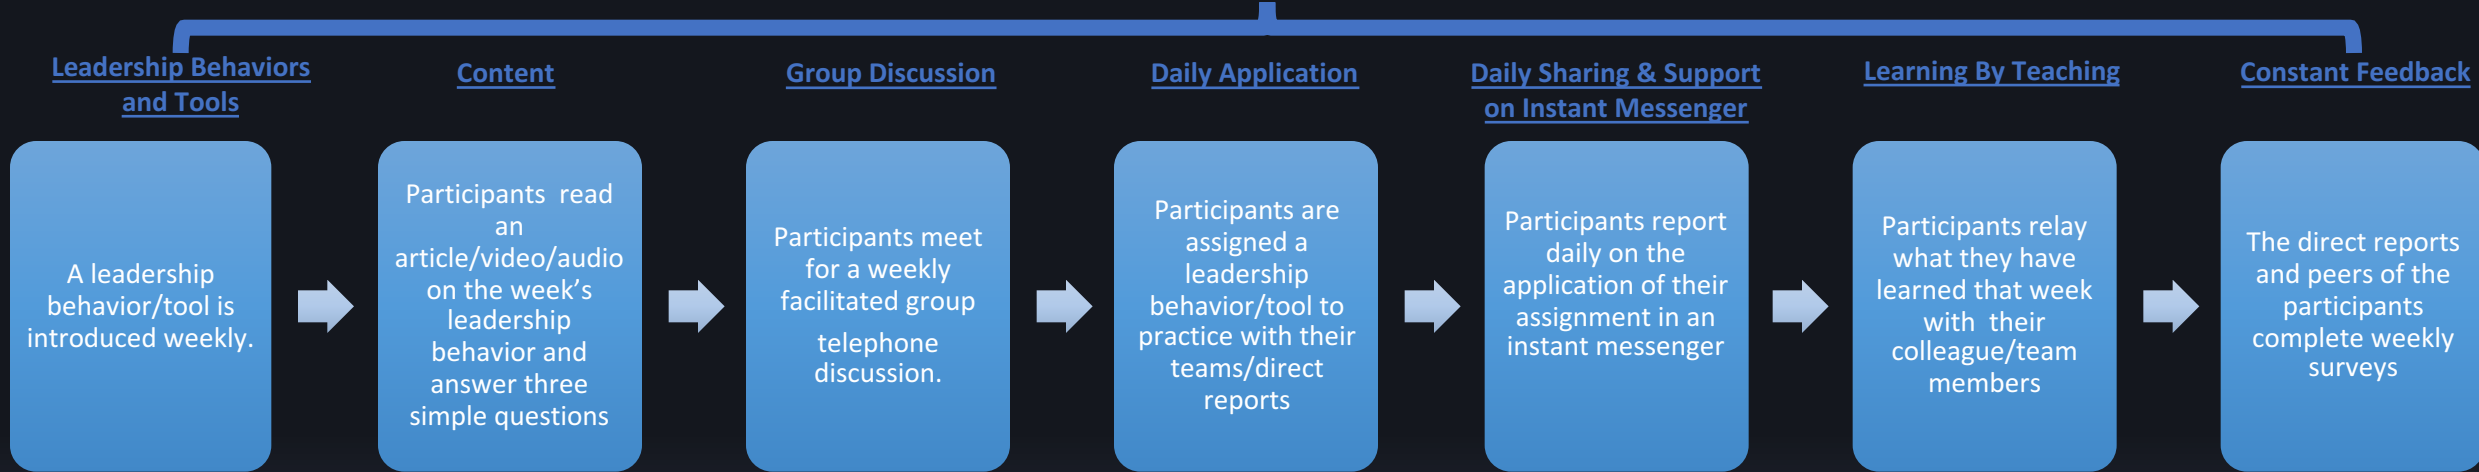 Leadership Behaviors
and Tools
Content
Group Discussion
Daily Application
Daily Sharing & Support
on Instant Messenger
Learning By Teaching
Constant Feedback
A leadership
behavior/tool is
introduced weekly.
Participants  read
an
article/video/audio
on the week’s
leadership
behavior and
answer three
simple questions
Participants meet
for a weekly
facilitated group
telephone
discussion.
Participants are
assigned a
leadership
behavior/tool to
practice with their
teams/direct
reports
Participants report
daily on the
application of their
assignment in an
instant messenger
Participants relay
what they have
learned that week
with  their
colleague/team
members
The direct reports
and peers of the
participants
complete weekly
surveys